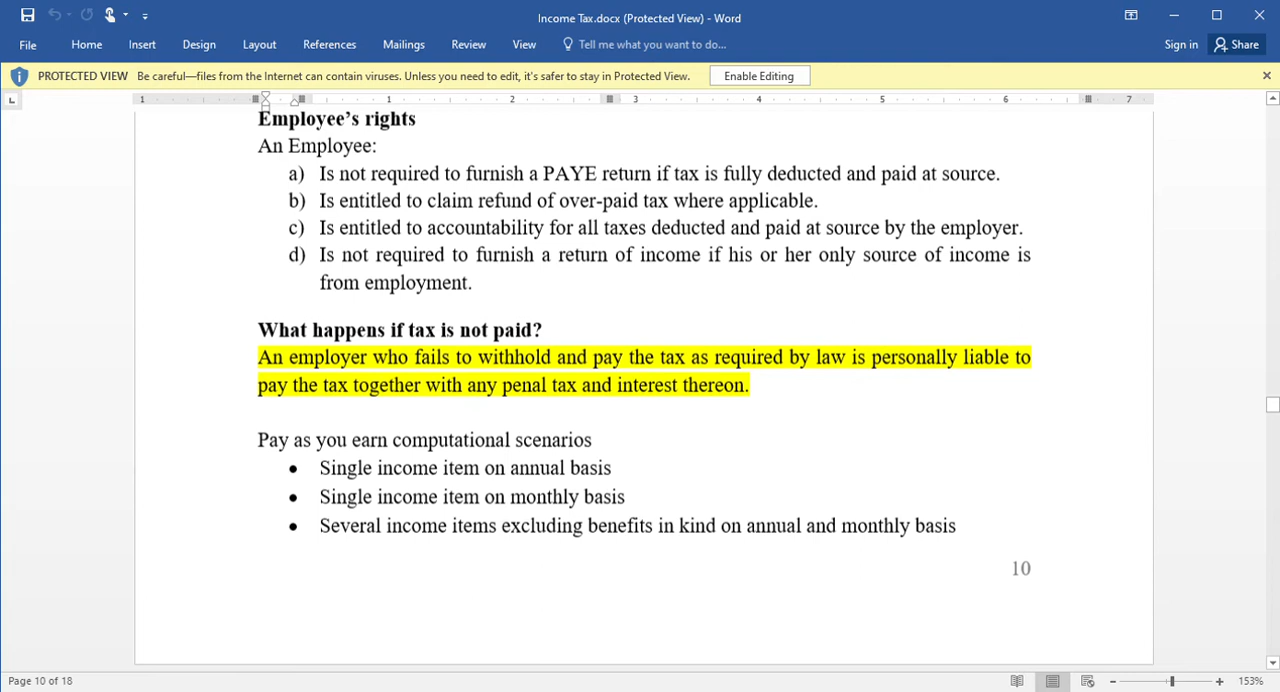 Income Tax.docx (Protected View) - Word
File Home Insert Design Layout References Mailings Review View Tell me what you want to do... Sign in Share
PROTECTED VIEW Be careful—files from the Internet can contain viruses. Unless you need to edit, it's safer to stay in Protected View. Enable Editing
1 1 2 3 4 5 6 7
Employee's rights
An Employee:
a) Is not required to furnish a PAYE return if tax is fully deducted and paid at source.
b) Is entitled to claim refund of over-paid tax where applicable.
c) Is entitled to accountability for all taxes deducted and paid at source by the employer.
d) Is not required to furnish a return of income if his or her only source of income is
from employment.
What happens if tax is not paid?
An employer who fails to withhold and pay the tax as required by law is personally liable to
pay the tax together with any penal tax and interest thereon.
Pay as you earn computational scenarios
• Single income item on annual basis
• Single income item on monthly basis
• Several income items excluding benefits in kind on annual and monthly basis
10
Page 10 of 18 153%